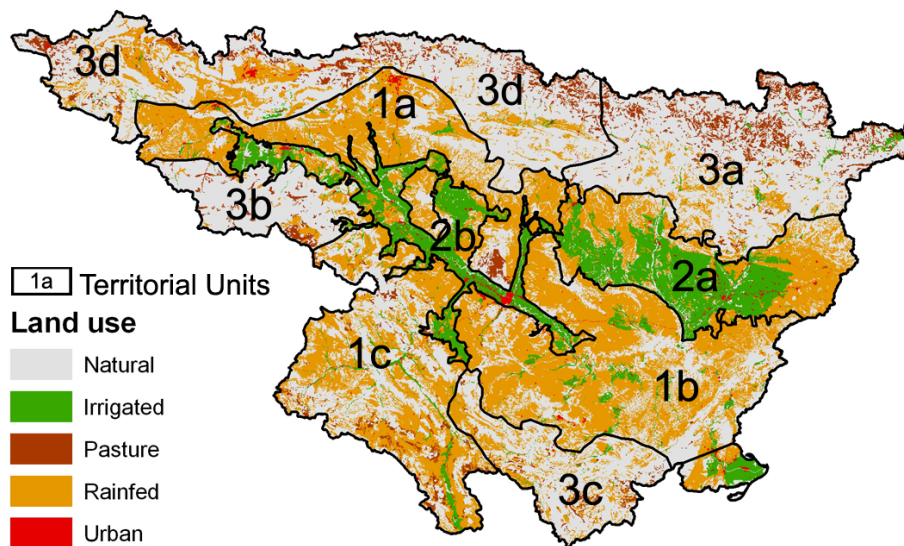 3d
1a
3d
3a
3b
2b
2a
1a Territorial Units
Land use
Natural
Irrigated
Pasture
Rainfed
Urban
1c
1b
3c